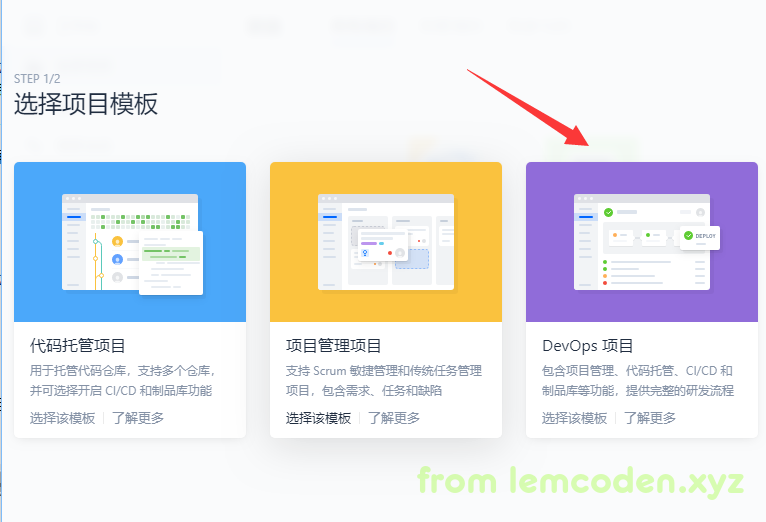 STEP 1/2
选择项目模板
DEPLOY
代码托管项目
用于托管代码仓库，支持多个仓库，
并可选择开启 CI/CD 和制品库功能
选择该模板 了解更多
项目管理项目
支持 Scrum 敏捷管理和传统任务管理
项目，包含需求、任务和缺陷
选择该模板 了解更多
DevOps 项目
包含项目管理、代码托管、CI/CD 和
制品库等功能，提供完整的研发流程
选择该模板 了解更多
from lemcoden.xyz